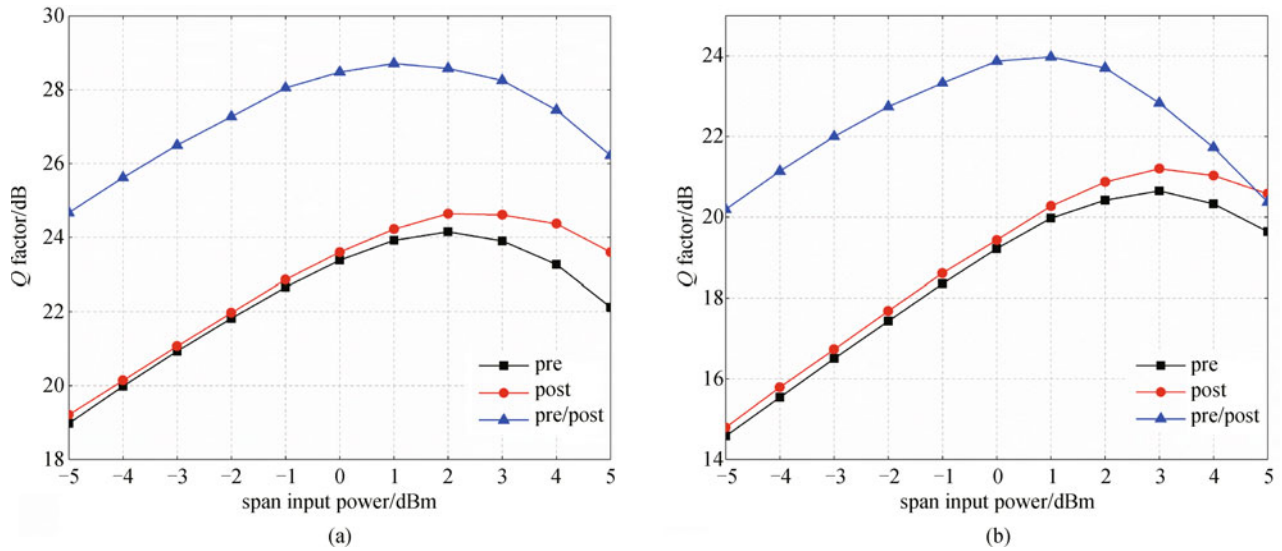 30
28
26
24
22
20
18
Q factor/dB
pre
post
pre/post
−5 −4 −3 −2 −1 0 1 2 3 4 5
span input power/dBm
(a)
24
22
20
18
16
14
Q factor/dB
pre
post
pre/post
−5 −4 −3 −2 −1 0 1 2 3 4 5
span input power/dBm
(b)